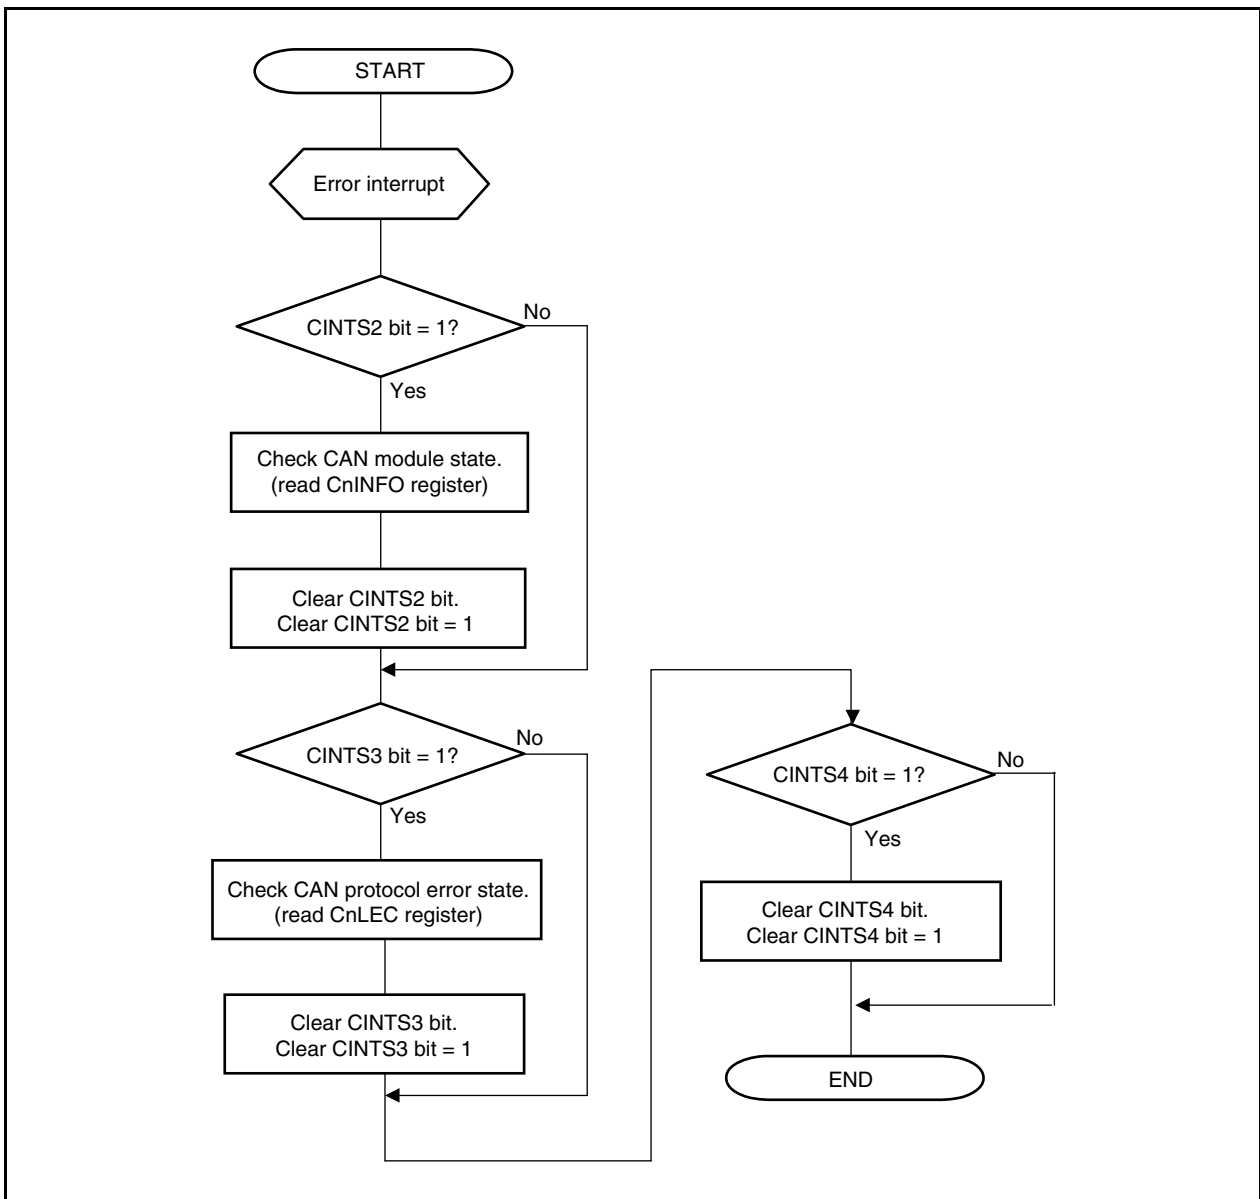 START
Error interrupt
CINTS2 bit = 1?
No
Yes
Check CAN module state.
(read CnINFO register)
Clear CINTS2 bit.
Clear CINTS2 bit = 1
CINTS3 bit = 1?
No
Yes
Check CAN protocol error state.
(read CnLEC register)
Clear CINTS3 bit.
Clear CINTS3 bit = 1
CINTS4 bit = 1?
No
Yes
Clear CINTS4 bit.
Clear CINTS4 bit = 1
END